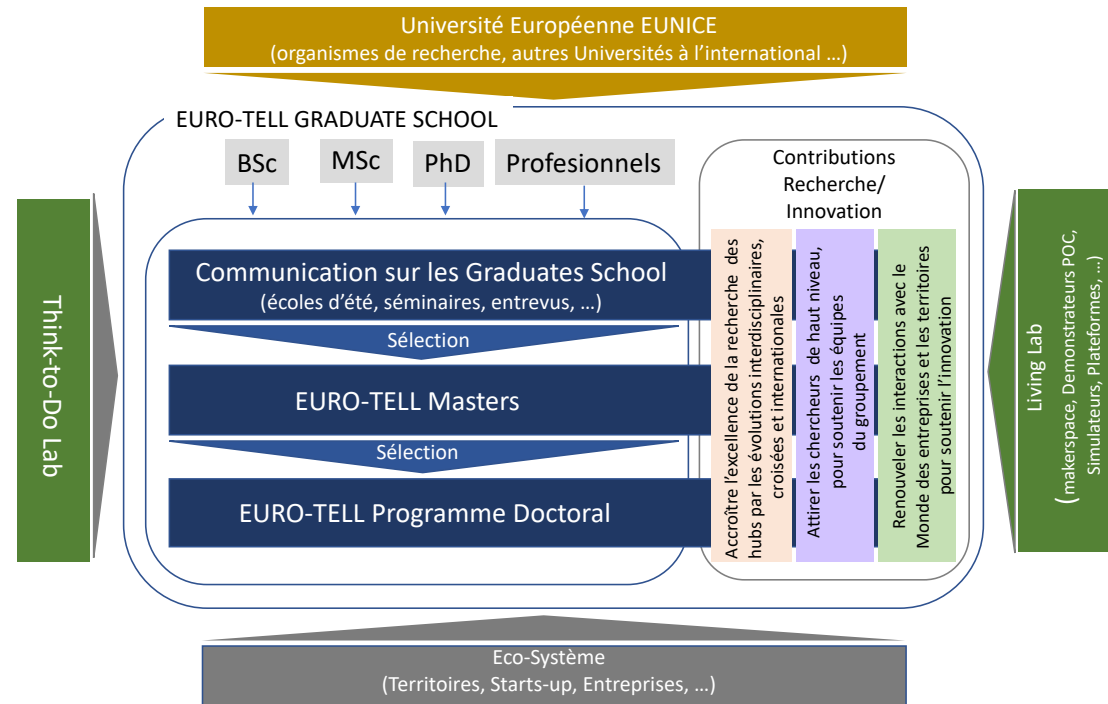 Université Européenne EUNICE
(organismes de recherche, autres Universités à l’international …)
EURO-TELL GRADUATE SCHOOL
BSc
MSc
PhD
Profesionnels
Contributions
Recherche/
Innovation
Think-to-Do Lab
Communication sur les Graduates School
(écoles d’été, séminaires, entrevus, …)
Sélection
EURO-TELL Masters
Sélection
EURO-TELL Programme Doctoral
Accroître l’excellence de la recherche des
hubs par les évolutions interdisciplinaires,
croisées et internationales
Attirer les chercheurs de haut niveau,
pour soutenir les équipes
du groupement
Renouveler les interactions avec le
Monde des entreprises et les territoires
pour soutenir l’innovation
Living Lab
(makerspace, Demonstrateurs POC,
Simulateurs, Plateformes, …)
Eco-Système
(Territoires, Starts-up, Entreprises, …)